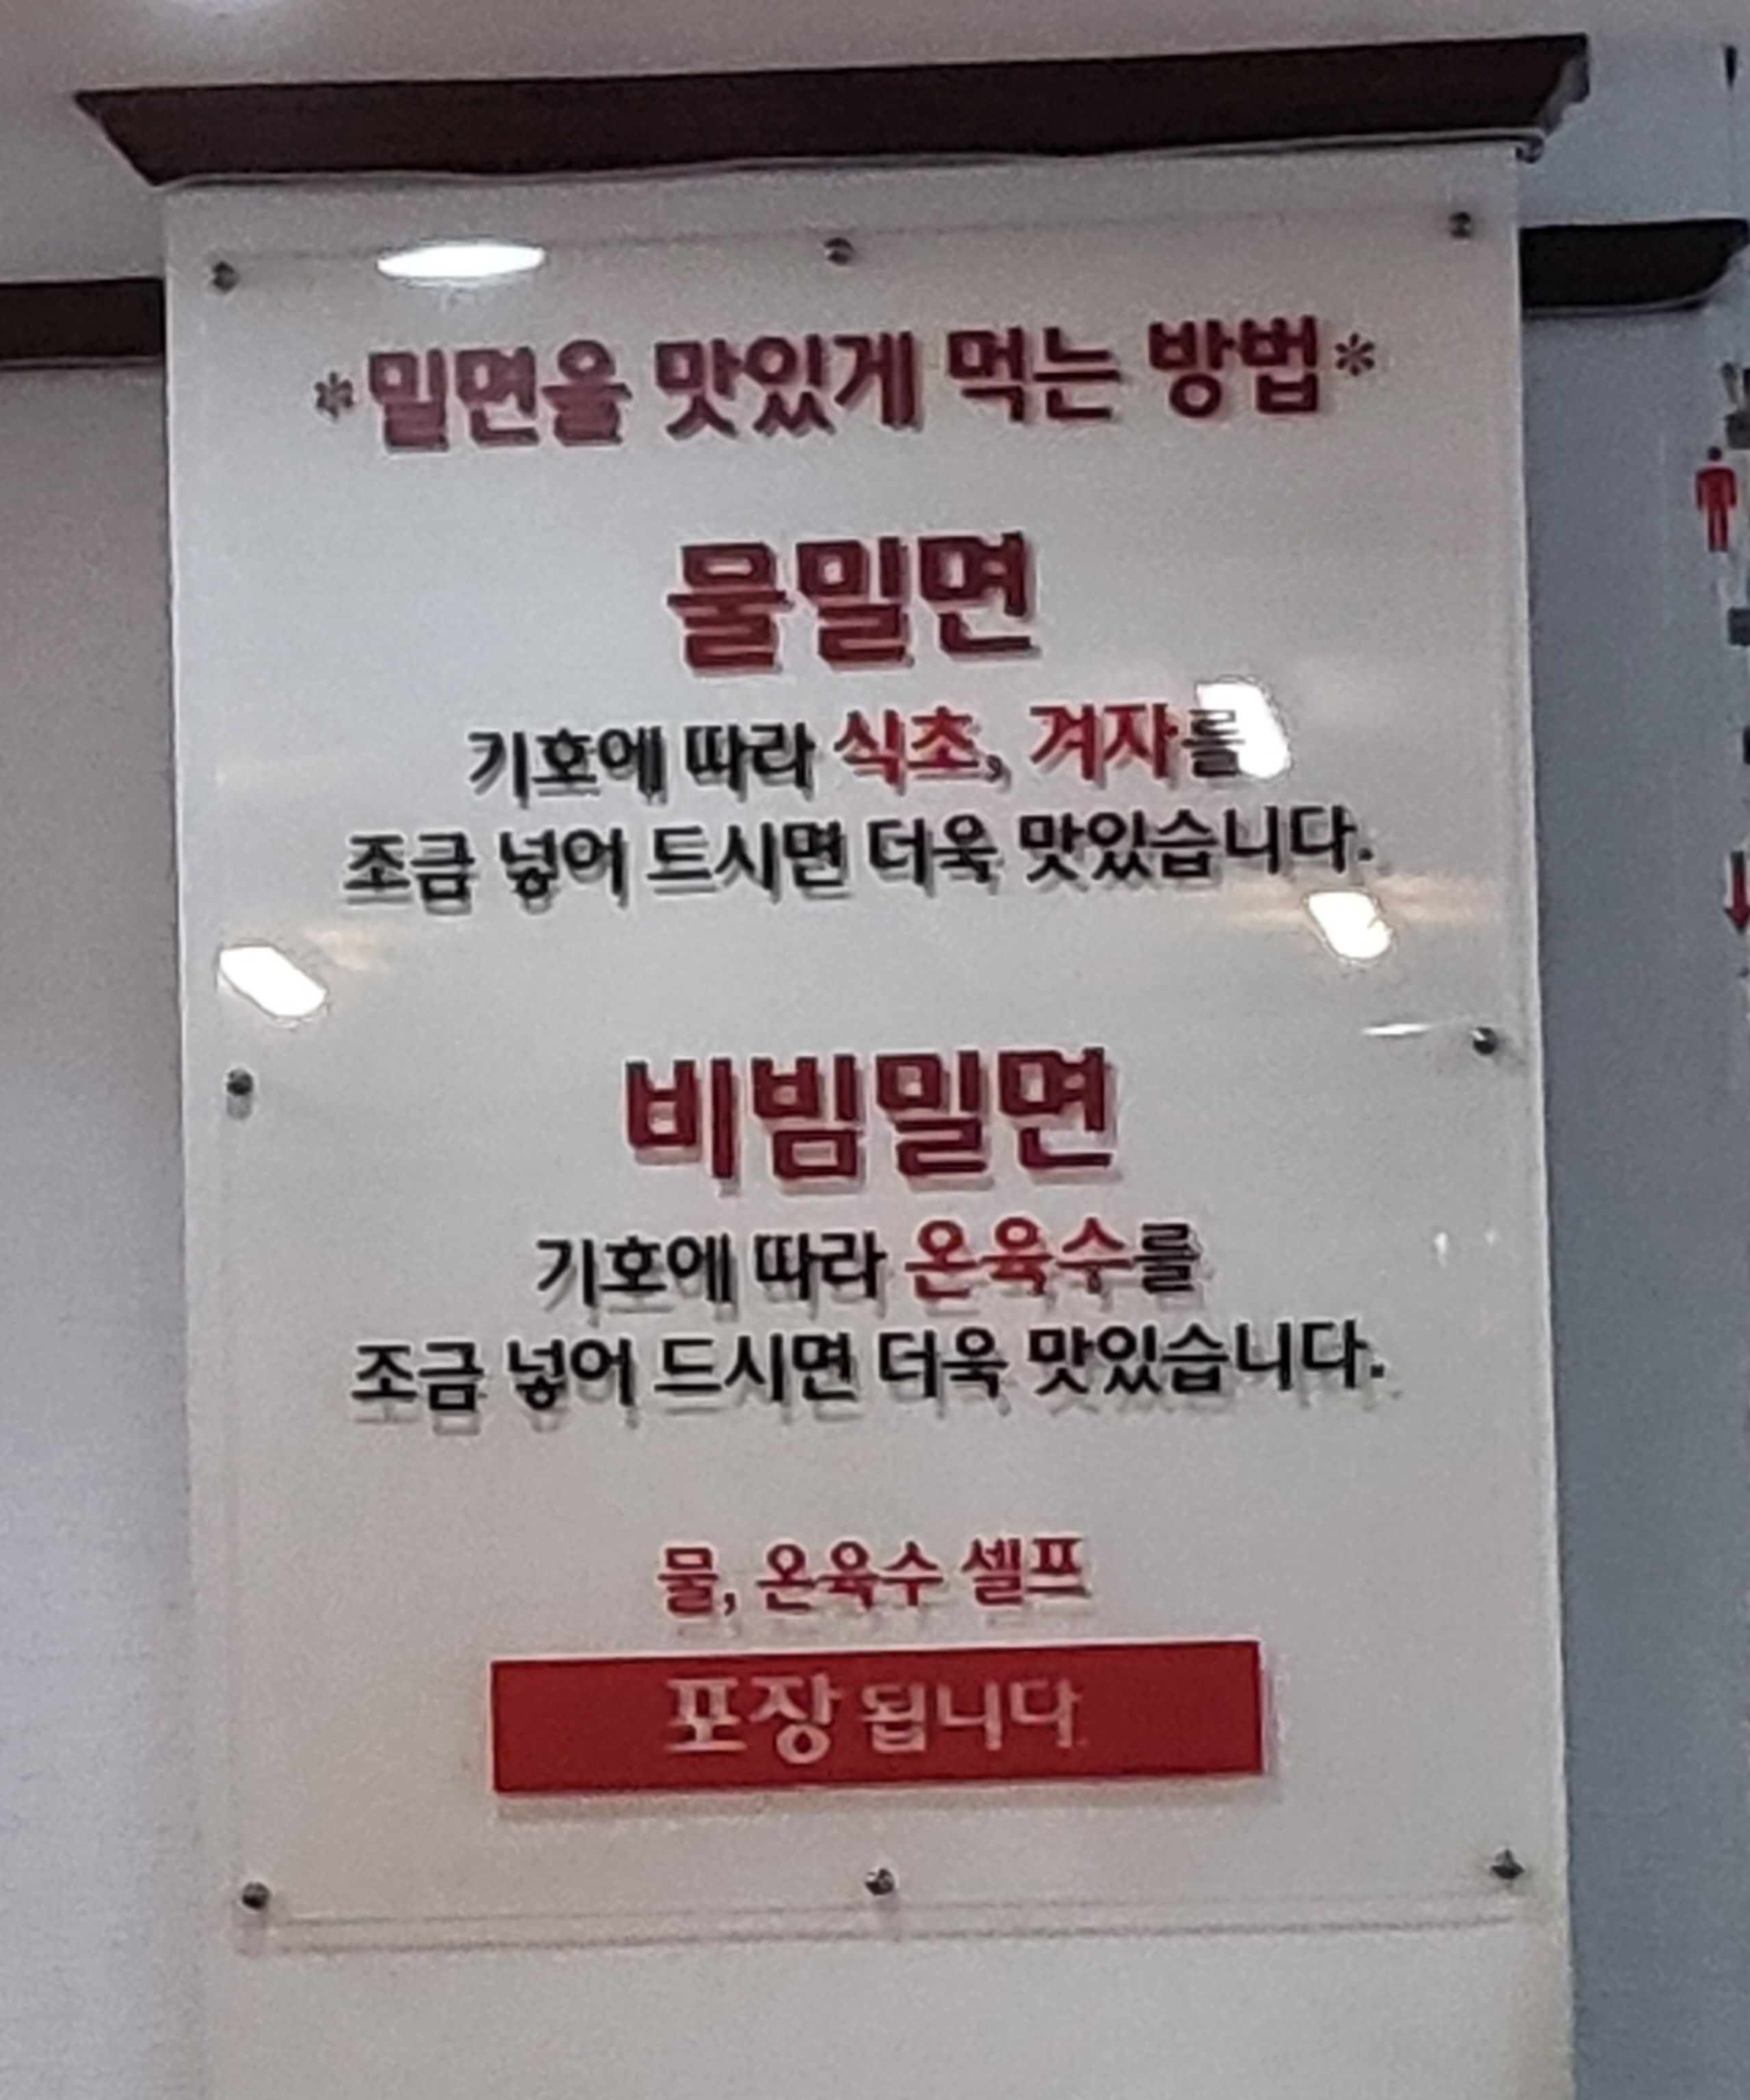 *밀면을 맛있게 먹는 방법*
물밀면
기호에 따라 식초, 겨자를
조금 넣어 드시면 더욱 맛있습니다.
비빔밀면
기호에 따라 온육수를
조금 넣어 드시면 더욱 맛있습니다.
물, 온육수 셀프
포장 됩니다.